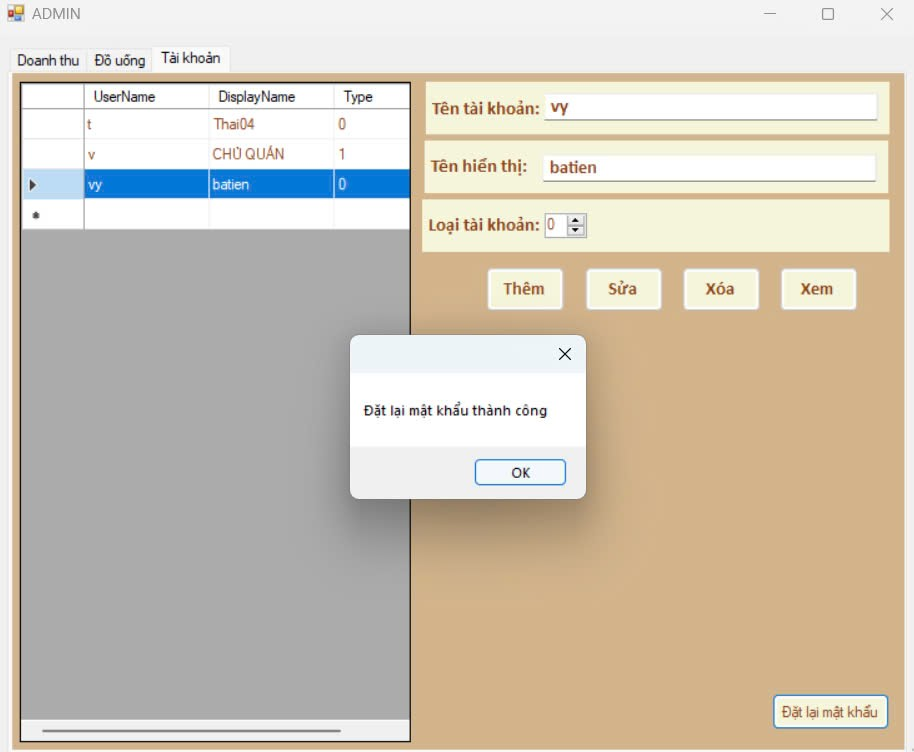 ADMIN
Doanh thu Đồ uống Tài khoản
UserName DisplayName Type
t Thai04 0
v CHỦ QUÁN 1
vy batien 0
Tên tài khoản: vy
Tên hiển thị: batien
Loại tài khoản: 0
Thêm Sửa Xóa Xem
Đặt lại mật khẩu thành công
OK
Đặt lại mật khẩu